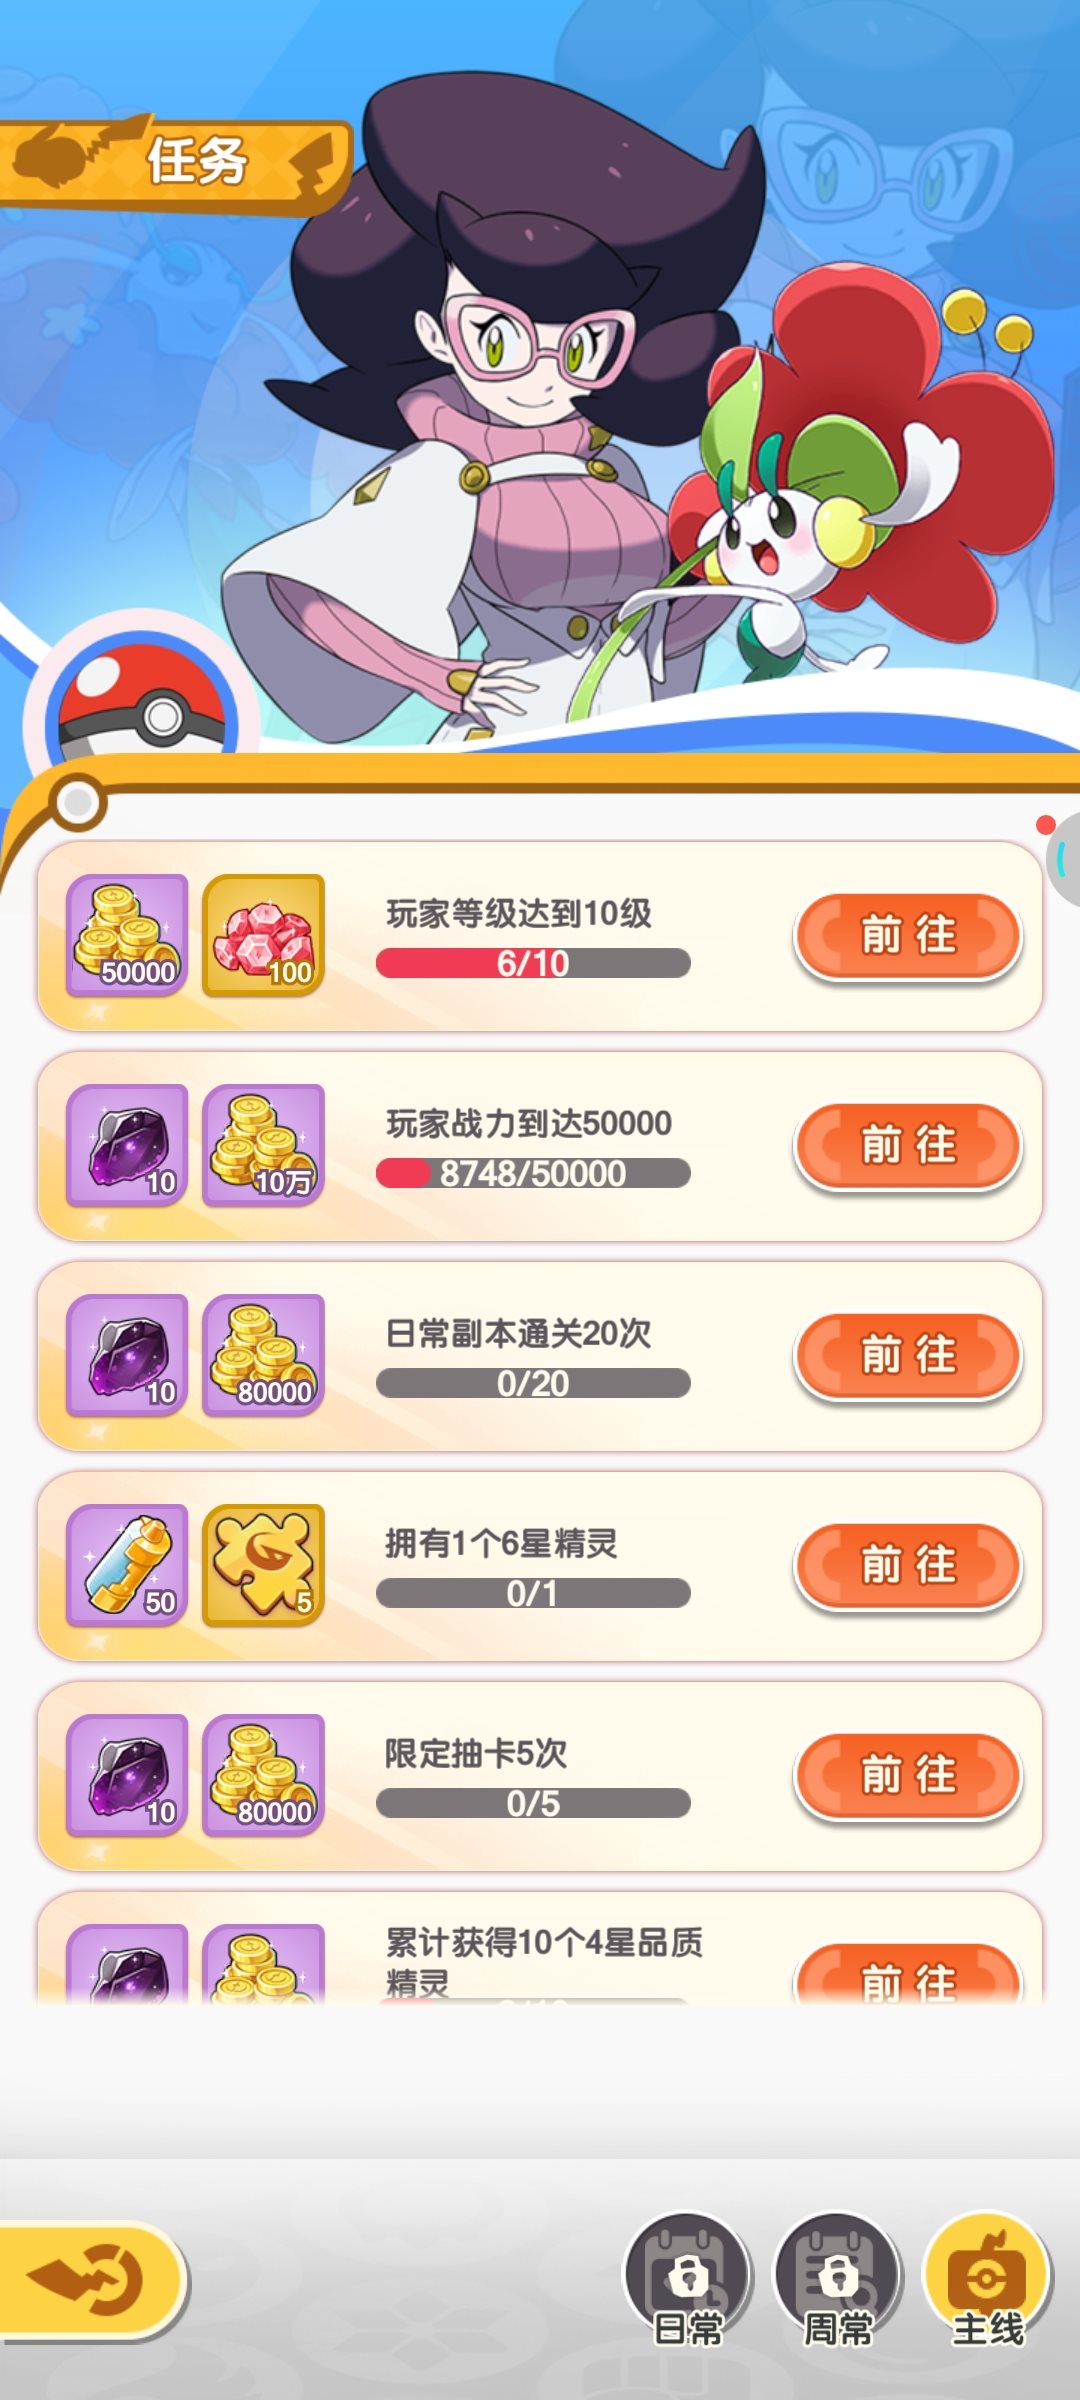 任务
50000
100
玩家等级达到10级
6/10
前往
10
10万
玩家战力到达50000
8748/50000
前往
10
80000
日常副本通关20次
0/20
前往
50
5
拥有1个6星精灵
0/1
前往
10
80000
限定抽卡5次
0/5
前往
累计获得10个4星品质
精灵
前往
日常
周常
主线